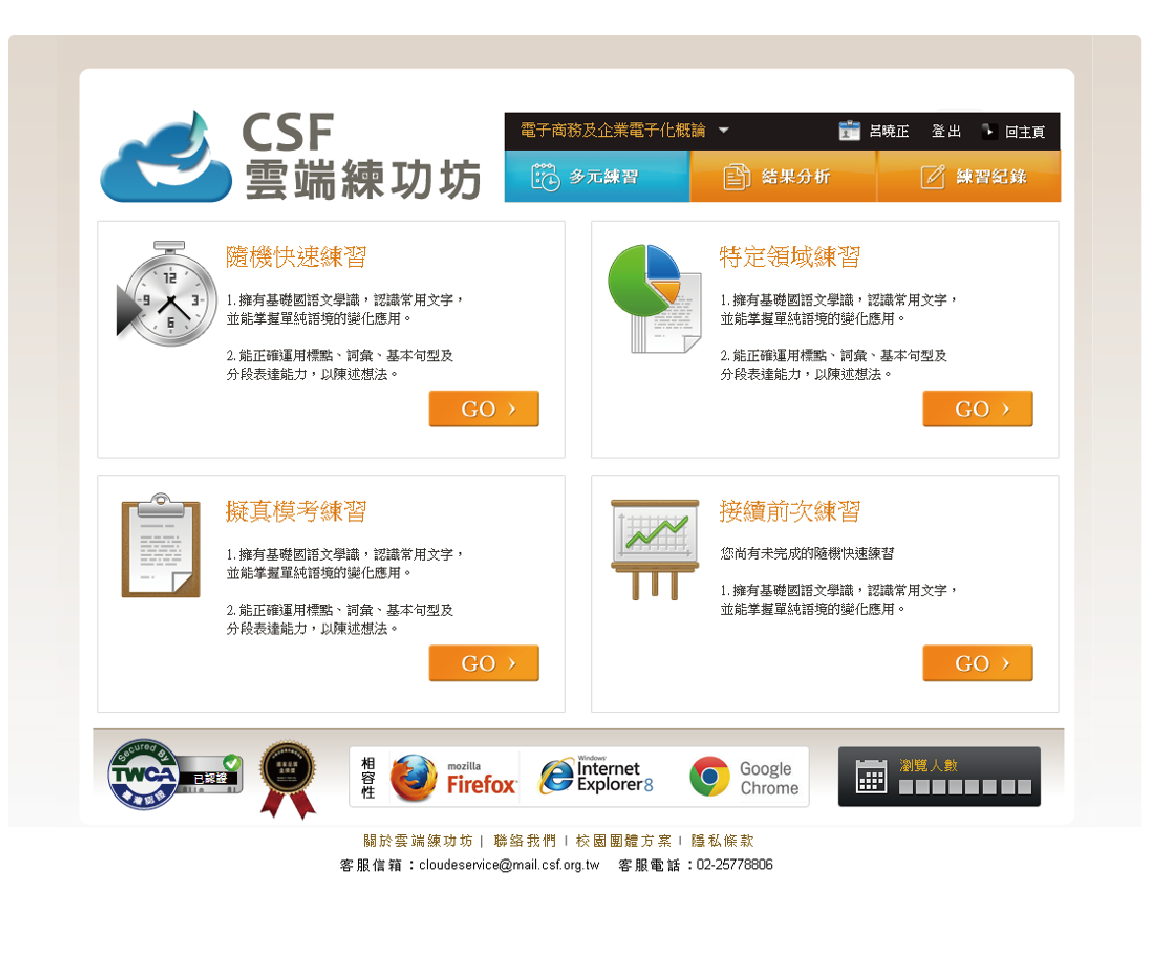 CSF
雲端練功坊
電子商務及企業電子化概論
呂曉正 登出 回主頁
多元練習 結果分析 練習紀錄
12
3
6
9
隨機快速練習
1. 擁有基礎國語文學識，認識常用文字，
並能掌握單純語境的變化應用。
2. 能正確運用標點、詞彙、基本句型及
分段表達能力，以陳述想法。
GO ›
特定領域練習
1. 擁有基礎國語文學識，認識常用文字，
並能掌握單純語境的變化應用。
2. 能正確運用標點、詞彙、基本句型及
分段表達能力，以陳述想法。
GO ›
擬真模考練習
1. 擁有基礎國語文學識，認識常用文字，
並能掌握單純語境的變化應用。
2. 能正確運用標點、詞彙、基本句型及
分段表達能力，以陳述想法。
GO ›
接續前次練習
您尚有未完成的隨機快速練習
1. 擁有基礎國語文學識，認識常用文字，
並能掌握單純語境的變化應用。
GO ›
Secured By
TWCA
已認證
相容性
mozilla
Firefox
Windows
Internet
Explorer8
Google
Chrome
瀏覽人數
關於雲端練功坊 | 聯絡我們 | 校園團體方案 | 隱私條款
客服信箱：cloudeservice@mail.csf.org.tw 客服電話：02-25778806